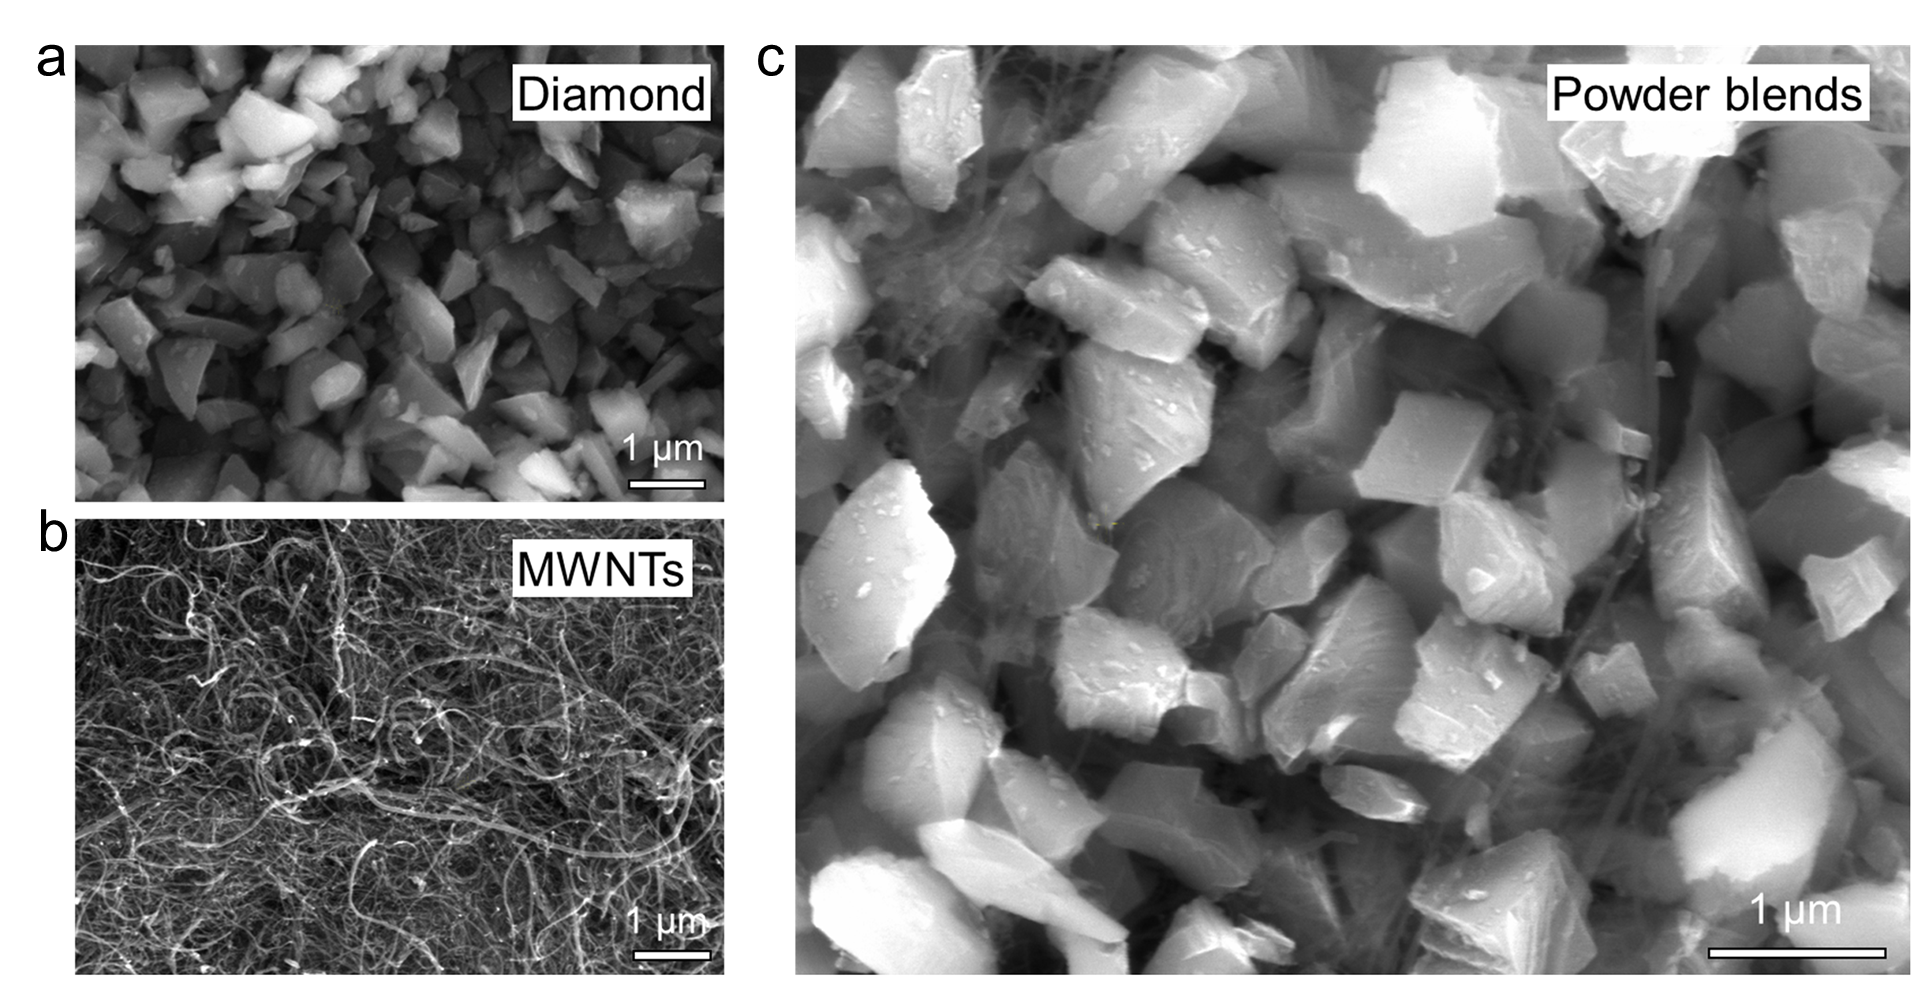 a
Diamond
1 μm
b
MWNTs
1 μm
c
Powder blends
1 μm